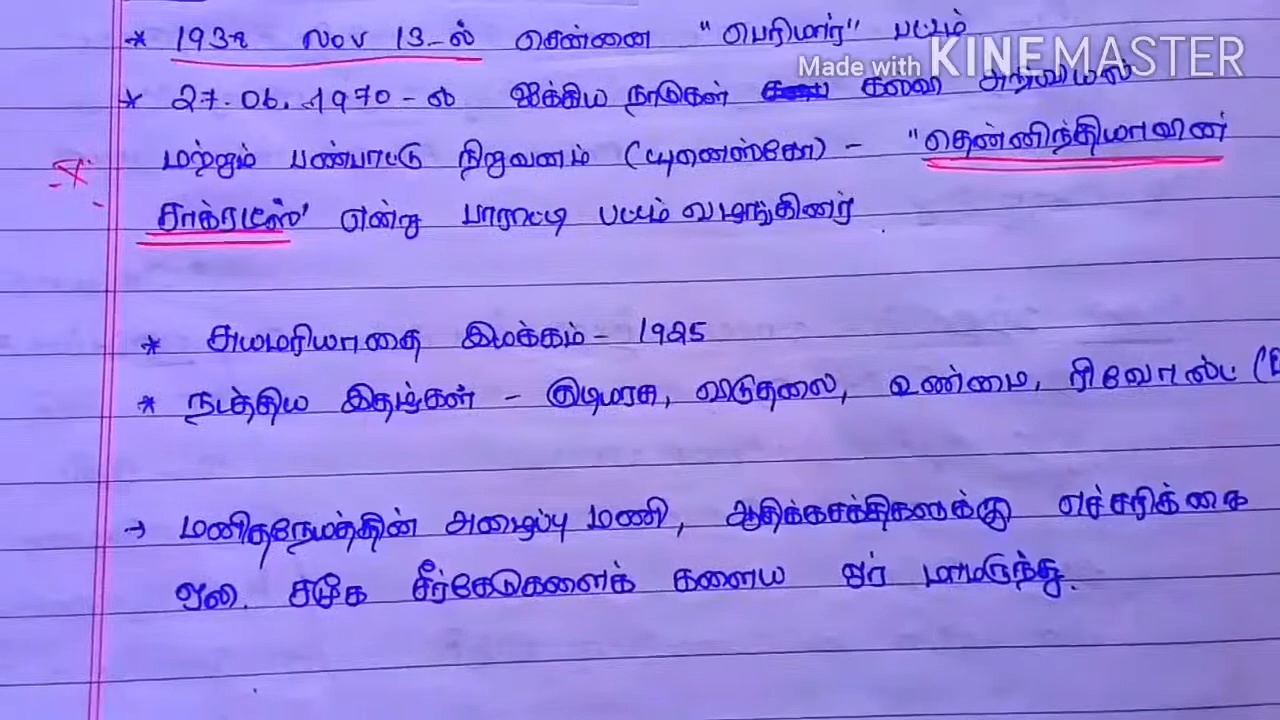 * 1938 Nov 13-ல் சென்னை "பெரியார்" பட்டம்
Made with KINEMASTER
* 27.06.1970-ல் ஐக்கிய நாடுகள் கல்வி அறிவியல்
மற்றும் பண்பாட்டு நிறுவனம் (யுனெஸ்கோ) - "தென்னிந்தியாவின்
சாக்ரடீஸ்" என்று பாராட்டி பட்டம் வழங்கினர்
* சுயமரியாதை இயக்கம் - 1925
* நடத்திய இதழ்கள் - குடியரசு, விடுதலை, உண்மை, ரிவோல்ட் (
→ மனிதநேயத்தின் அழைப்பு மணி, ஆதிக்கசக்திகளுக்கு எச்சரிக்கை
ஒலி. சமூக சீர்கேடுகளைக் களைய ஓர் மாமருந்து.